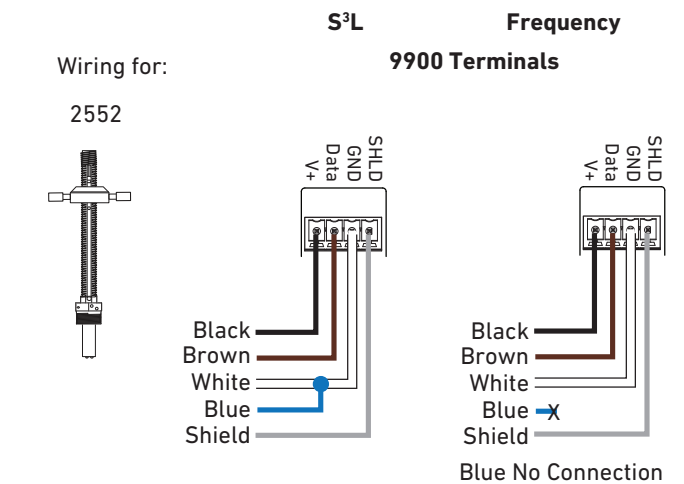 S³L Frequency
Wiring for: 9900 Terminals
2552
V+ Data GND SHLD
V+ Data GND SHLD
Black
Brown
White
Blue
Shield
Black
Brown
White
Blue X
Shield
Blue No Connection